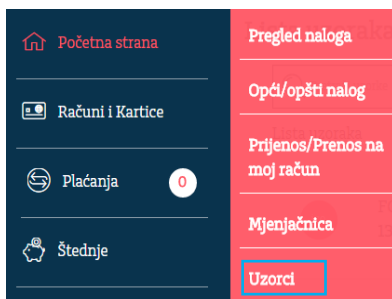 Početna strana
Računi i Kartice
Plaćanja 0
Štednje
Pregled naloga
Opći/opšti nalog
Prijenos/Prenos na
moj račun
Mjenjačnica
Uzorci